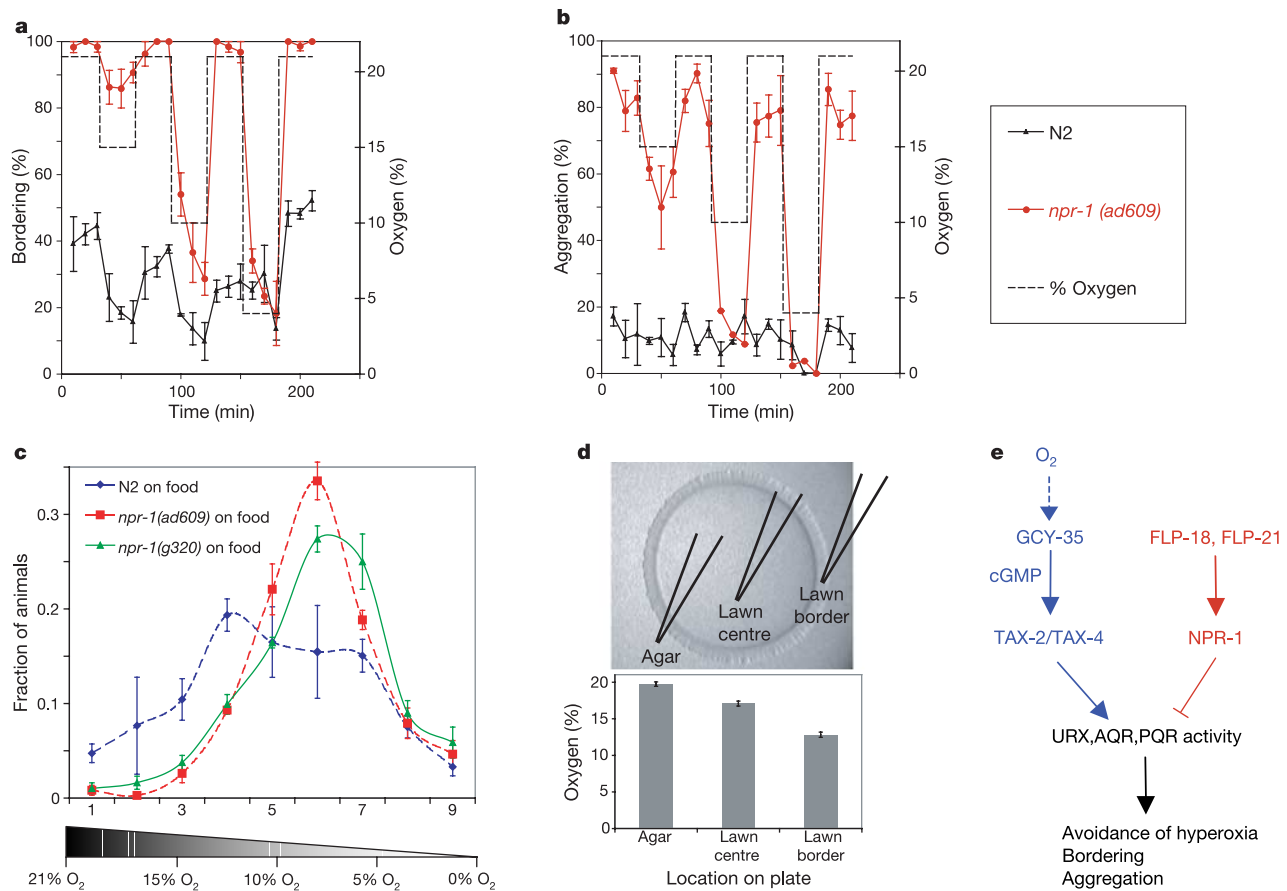 a
100
80
60
40
20
0
Bordering (%)
20
15
10
5
0
Oxygen (%)
0
100
200
Time (min)
b
100
90
80
70
60
50
40
30
20
10
0
Aggregation (%)
20
15
10
5
0
Oxygen (%)
0
100
200
Time (min)
N2
npr-1 (ad609)
% Oxygen
c
N2 on food
npr-1(ad609) on food
npr-1(g320) on food
0.3
0.2
0.1
0
Fraction of animals
1
3
5
7
9
21% O₂
15% O₂
10% O₂
5% O₂
0% O₂
d
Agar
Lawn centre
Lawn border
20
15
10
5
0
Oxygen (%)
Agar
Lawn centre
Lawn border
Location on plate
e
O₂
GCY-35
cGMP
TAX-2/TAX-4
FLP-18, FLP-21
NPR-1
URX,AQR,PQR activity
Avoidance of hyperoxia
Bordering
Aggregation